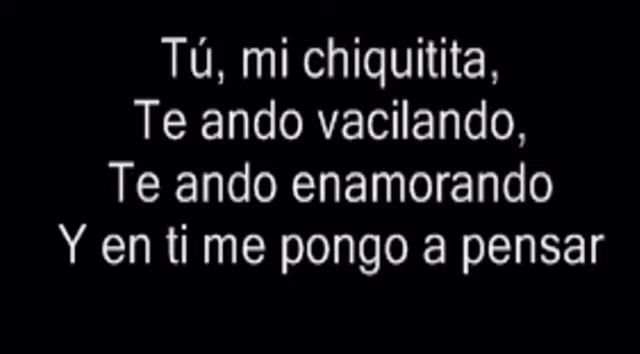 Tú, mi chiquitita,
Te ando vacilando,
Te ando enamorando
Y en ti me pongo a pensar